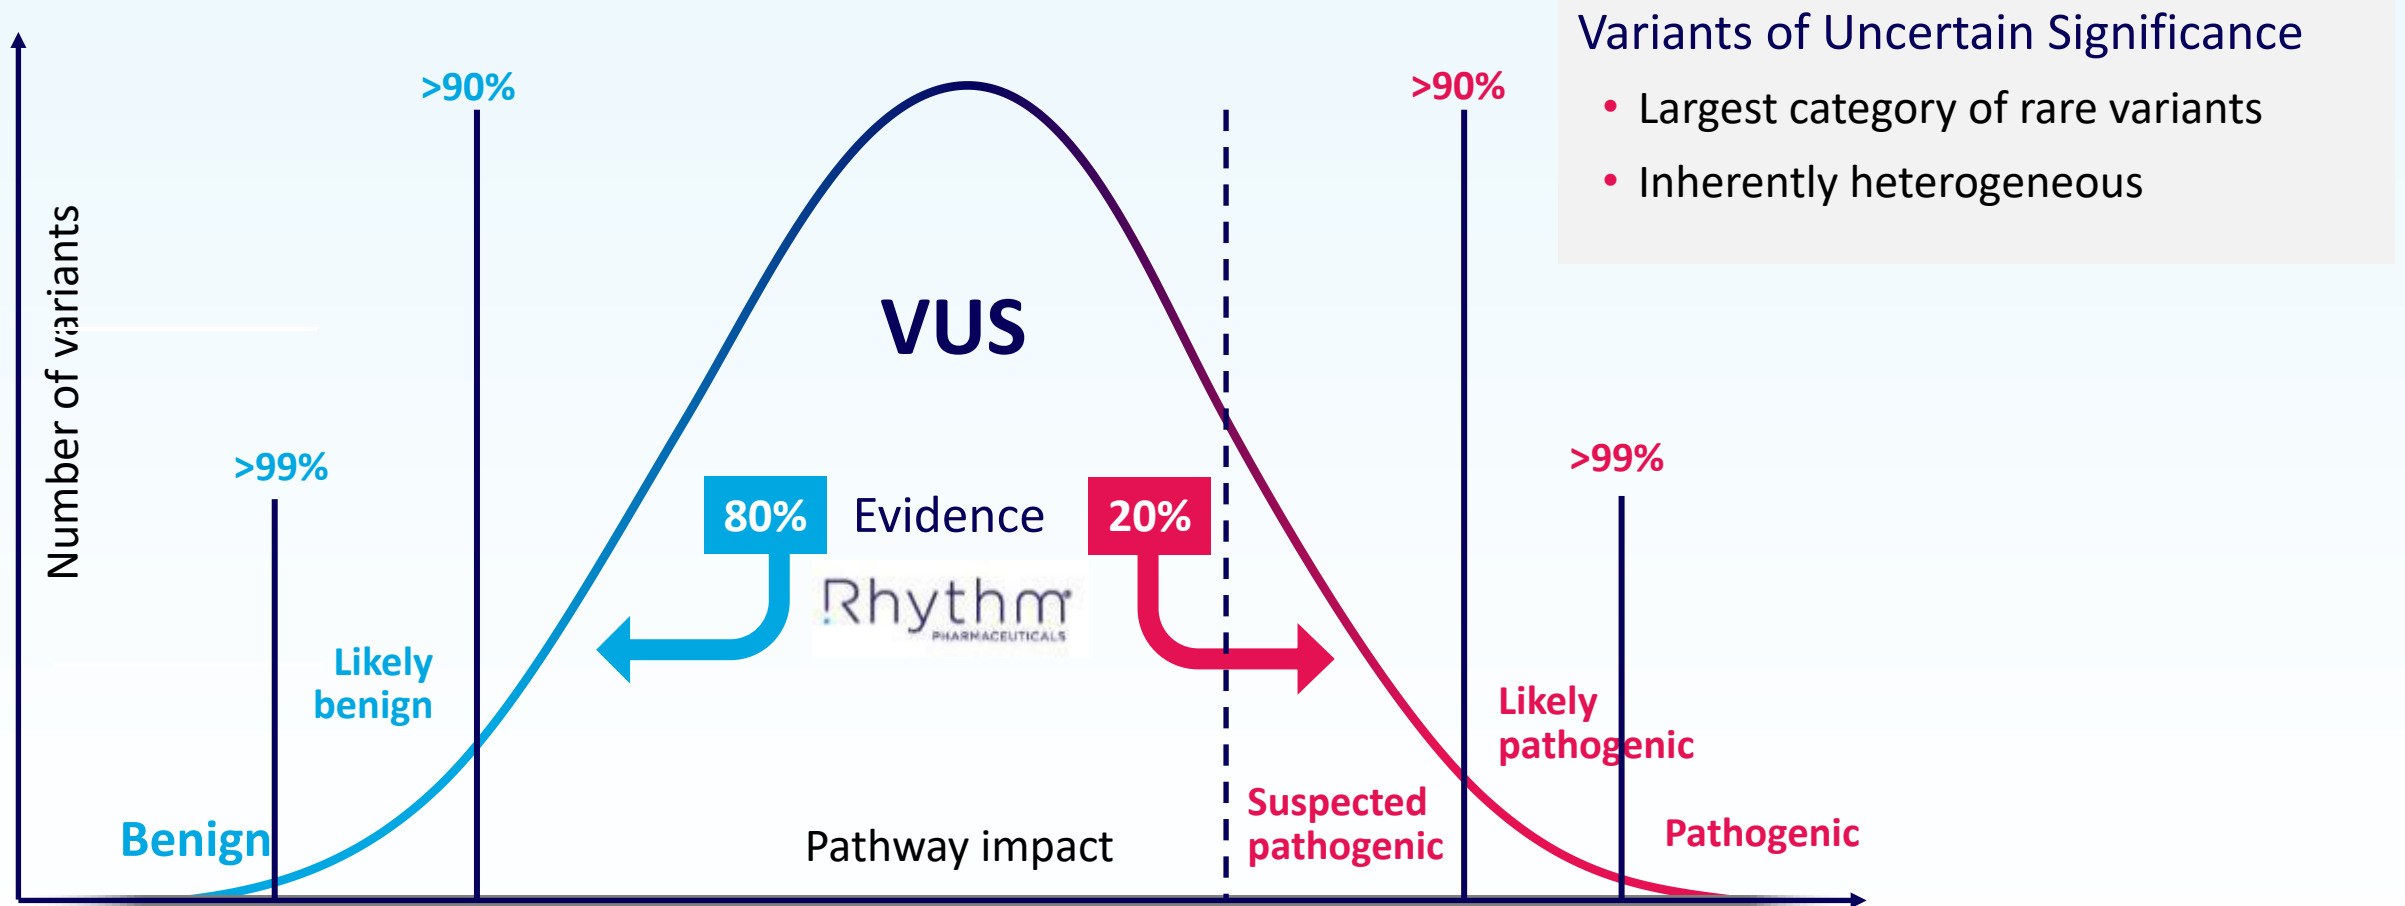 Variants of Uncertain Significance
• Largest category of rare variants
• Inherently heterogeneous
Number of variants
>90%
>90%
>99%
>99%
VUS
80%
Evidence
20%
Rhythm
PHARMACEUTICALS
Likely
benign
Benign
Pathway impact
Suspected
pathogenic
Likely
pathogenic
Pathogenic